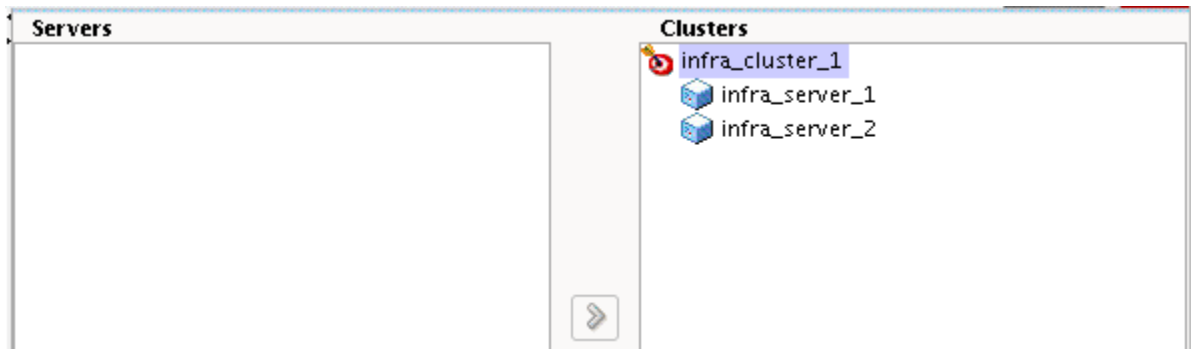 Servers
Clusters
infra_cluster_1
infra_server_1
infra_server_2